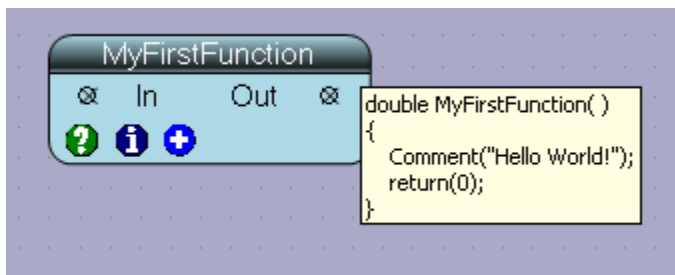 MyFirstFunction
In Out
double MyFirstFunction( )
{
Comment("Hello World!");
return(0);
}